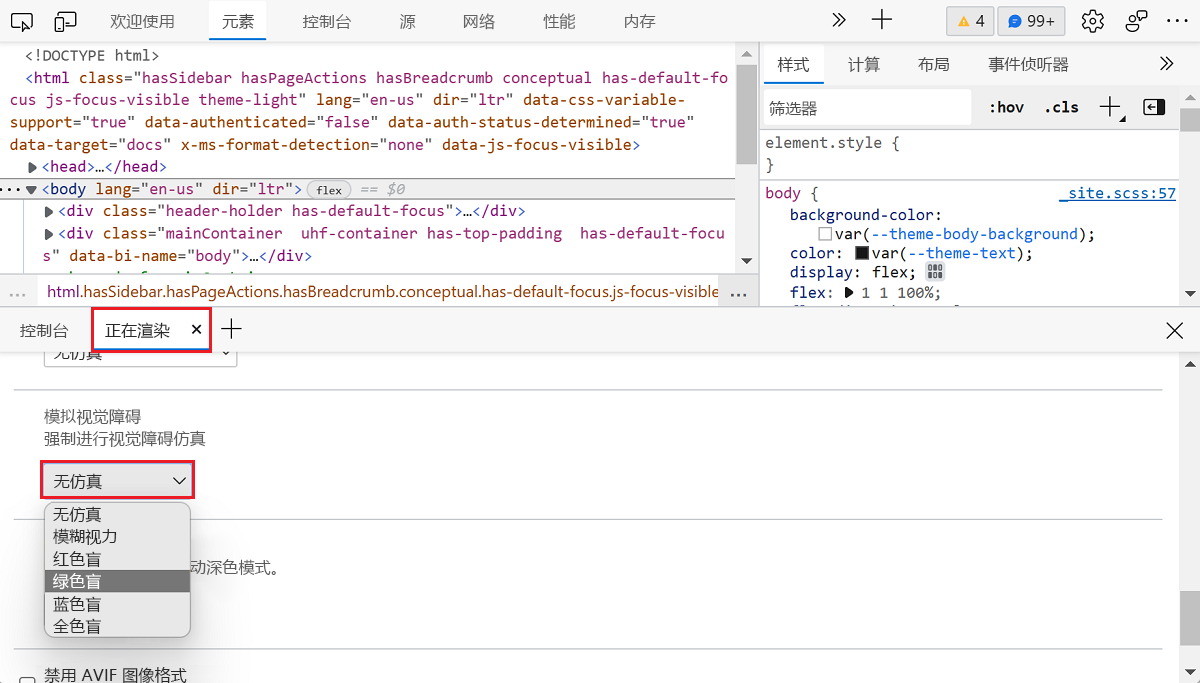 欢迎使用 元素 控制台 源 网络 性能 内存 4 99+
<!DOCTYPE html>
<html class="hasSidebar hasPageActions hasBreadcrumb conceptual has-default-fo
cus js-focus-visible theme-light" lang="en-us" dir="ltr" data-css-variable-
support="true" data-authenticated="false" data-auth-status-determined="true"
data-target="docs" x-ms-format-detection="none" data-js-focus-visible>
<head>…</head>
<body lang="en-us" dir="ltr"> flex == $0
<div class="header-holder has-default-focus">…</div>
<div class="mainContainer  uhf-container has-top-padding  has-default-focu
s" data-bi-name="body">…</div>
... html.hasSidebar.hasPageActions.hasBreadcrumb.conceptual.has-default-focus.js-focus-visible ...
样式 计算 布局 事件侦听器
筛选器 :hov .cls
element.style {
}
body { _site.scss:57
background-color:
var(--theme-body-background);
color: var(--theme-text);
display: flex;
flex: 1 1 100%;
控制台 正在渲染
无仿真
模拟视觉障碍
强制进行视觉障碍仿真
无仿真
无仿真
模糊视力
红色盲
绿色盲
蓝色盲
全色盲
动深色模式。
禁用 AVIF 图像格式